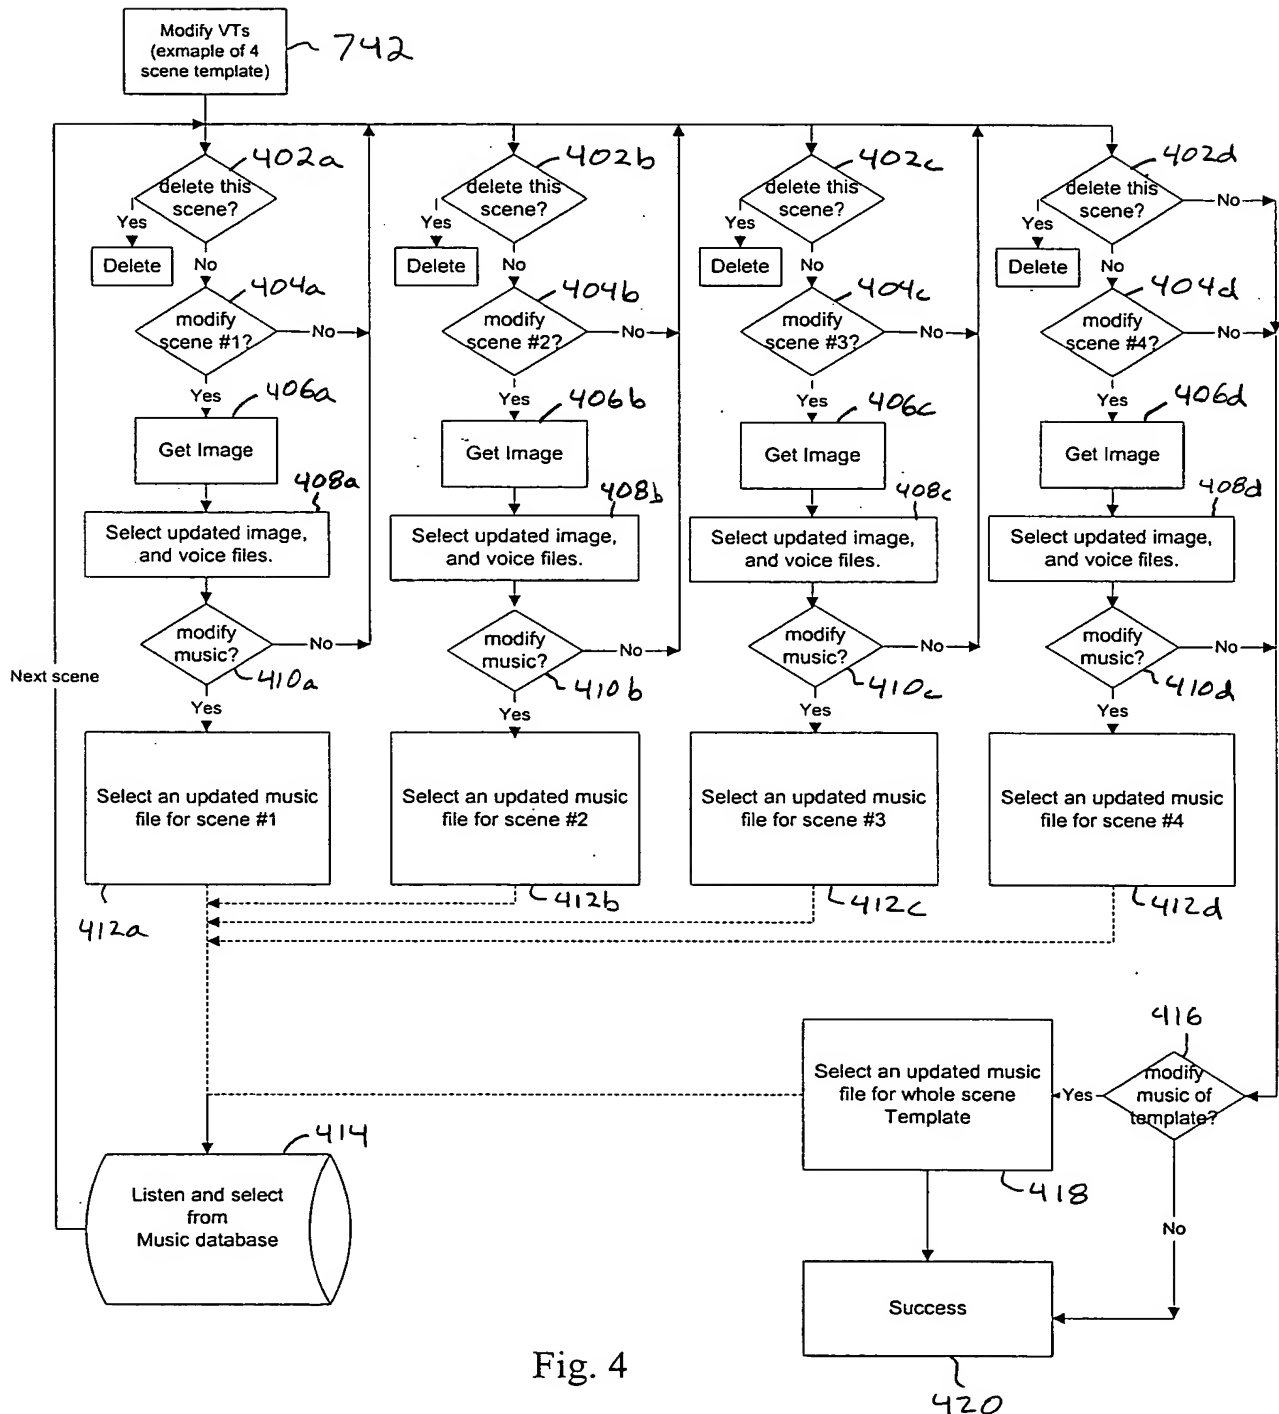 Modify VTs
(exmaple of 4
scene template)
742
402a
402b
402c
402d
delete this
scene?
delete this
scene?
delete this
scene?
delete this
scene?
No
Yes
Yes
Yes
Yes
Delete
No
Delete
No
Delete
No
Delete
No
404a
404b
404c
404d
modify
scene #1?
No
modify
scene #2?
No
modify
scene #3?
No
modify
scene #4?
No
Yes
Yes
Yes
Yes
406a
406b
406c
406d
Get Image
Get Image
Get Image
Get Image
408a
408b
408c
408d
Select updated image,
and voice files.
Select updated image,
and voice files.
Select updated image,
and voice files.
Select updated image,
and voice files.
modify
music?
No
modify
music?
No
modify
music?
No
modify
music?
No
Next scene
410a
410b
410c
410d
Yes
Yes
Yes
Yes
Select an updated music
file for scene #1
Select an updated music
file for scene #2
Select an updated music
file for scene #3
Select an updated music
file for scene #4
412a
412b
412c
412d
416
Select an updated music
file for whole scene
Template
Yes
modify
music of
template?
414
418
Listen and select
from
Music database
No
Success
Fig. 4
420